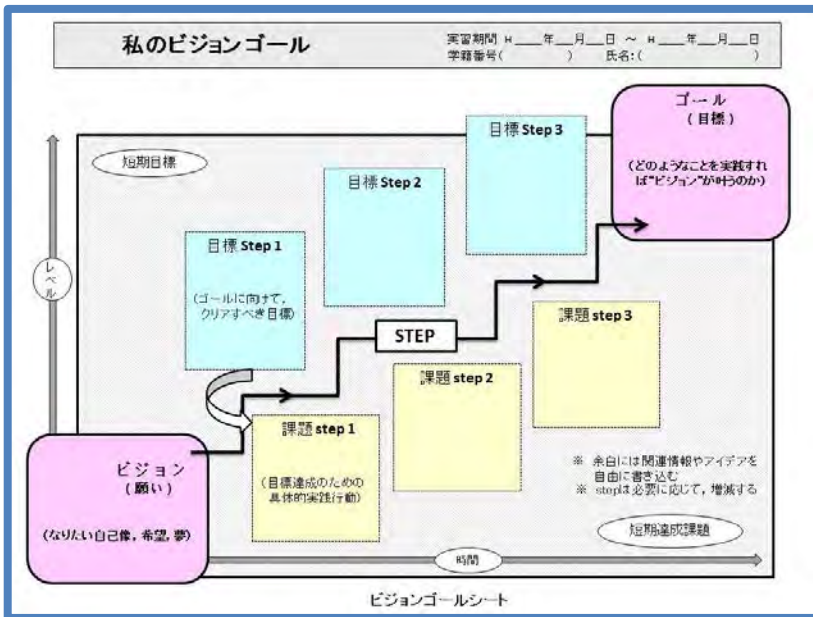 私のビジョンゴール
実習期間 H___年__月__日 ~ H___年__月__日
学籍番号( ) 氏名:( )
ゴール
(目標)
(どのようなことを実践すれ
ば"ビジョン"が叶うのか)
目標 Step 3
短期目標
目標 Step 2
目標 Step 1
(ゴールに向けて,
クリアすべき目標)
レベル
STEP
課題 step 3
課題 step 2
課題 step 1
(目標達成のための
具体的実践行動)
ビジョン
(願い)
(なりたい自己像, 希望, 夢)
※ 余白には関連情報やアイデアを
自由に書き込む
※ stepは必要に応じて, 増減する
短期達成課題
時間
ビジョンゴールシート